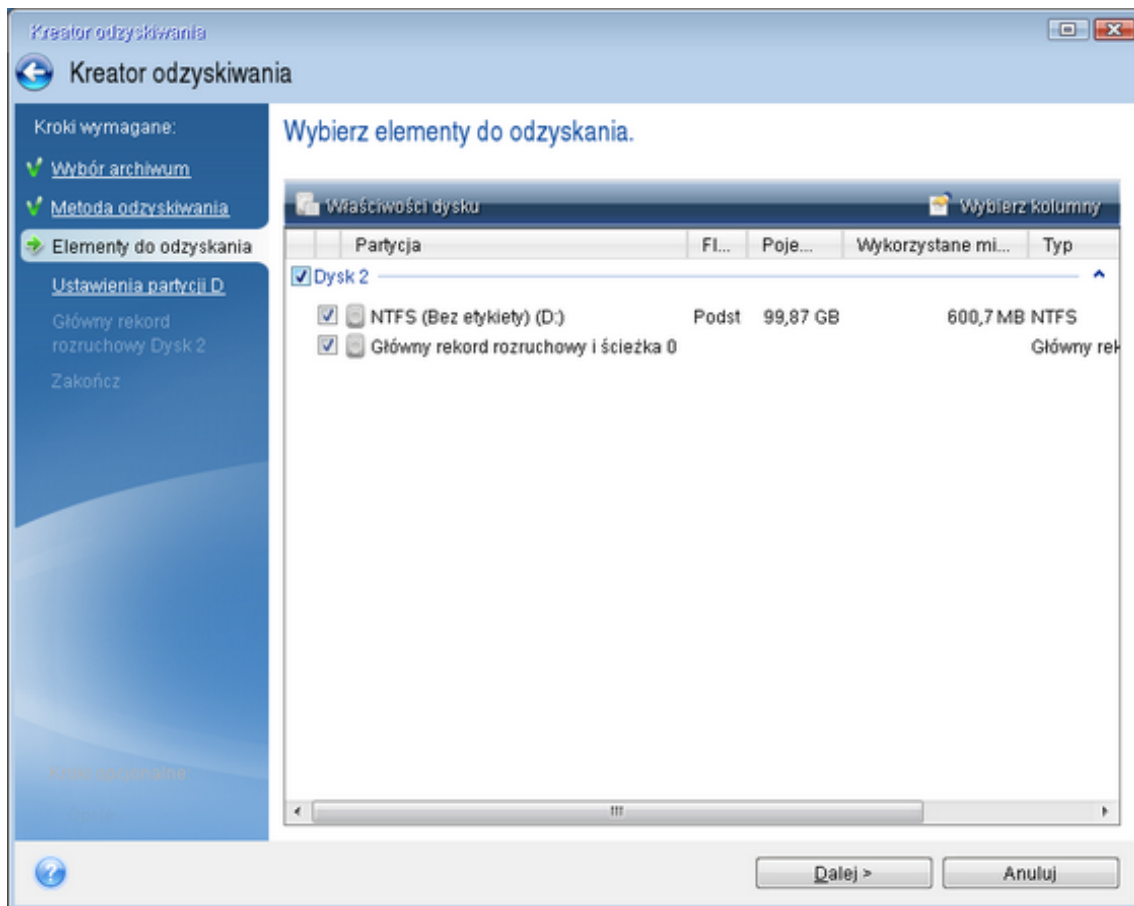 Kreator odzyskiwania
Kreator odzyskiwania
Kroki wymagane:
Wybór archiwum
Metoda odzyskiwania
Elementy do odzyskania
Ustawienia partycji D
Główny rekord
rozruchowy Dysk 2
Zakończ
Wybierz elementy do odzyskania.
Właściwości dysku Wybierz kolumny
Partycja Fl... Poje... Wykorzystane mi... Typ
Dysk 2
NTFS (Bez etykiety) (D:) Podst 99,87 GB 600,7 MB NTFS
Główny rekord rozruchowy i ścieżka 0 Główny rek
Dalej > Anuluj